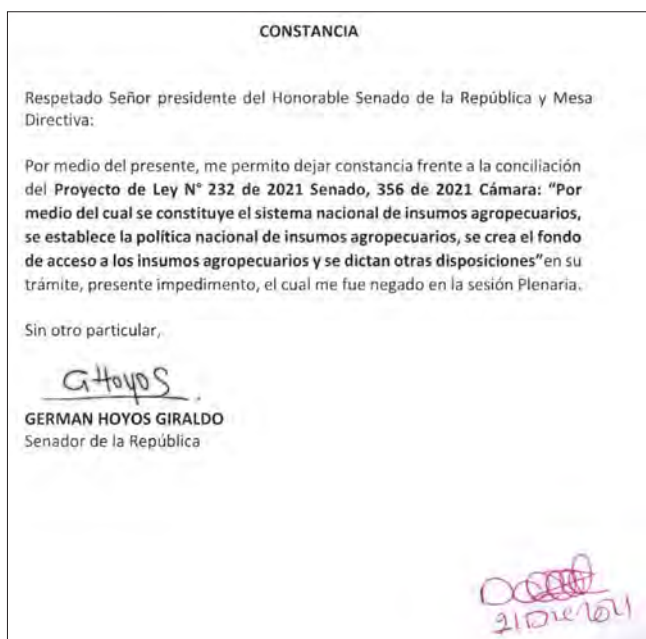 CONSTANCIA
Respetado Señor presidente del Honorable Senado de la República y Mesa
Directiva:
Por medio del presente, me permito dejar constancia frente a la conciliación
del Proyecto de Ley N° 232 de 2021 Senado, 356 de 2021 Cámara: “Por
medio del cual se constituye el sistema nacional de insumos agropecuarios,
se establece la política nacional de insumos agropecuarios, se crea el fondo
de acceso a los insumos agropecuarios y se dictan otras disposiciones”en su
trámite, presente impedimento, el cual me fue negado en la sesión Plenaria.
Sin otro particular,
GHoyos
GERMAN HOYOS GIRALDO
Senador de la República
21 Dic 2021